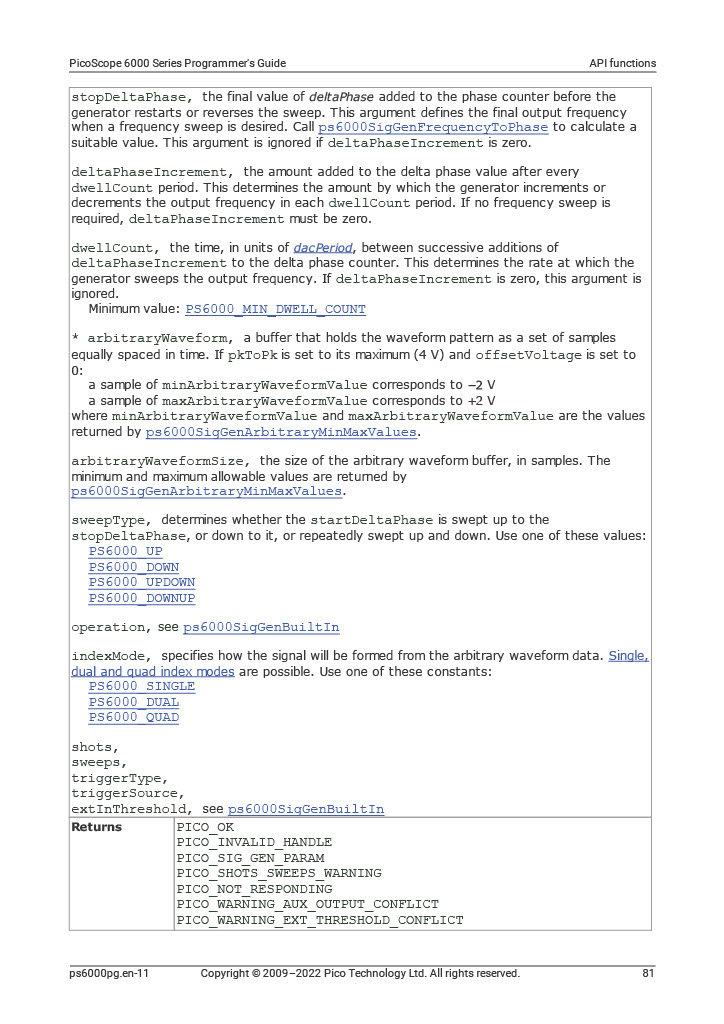 PicoScope 6000 Series Programmer's Guide API functions
stopDeltaPhase, the final value of deltaPhase added to the phase counter before the
generator restarts or reverses the sweep. This argument defines the final output frequency
when a frequency sweep is desired. Call ps6000SigGenFrequencyToPhase to calculate a
suitable value. This argument is ignored if deltaPhaseIncrement is zero.
deltaPhaseIncrement, the amount added to the delta phase value after every
dwellCount period. This determines the amount by which the generator increments or
decrements the output frequency in each dwellCount period. If no frequency sweep is
required, deltaPhaseIncrement must be zero.
dwellCount, the time, in units of dacPeriod, between successive additions of
deltaPhaseIncrement to the delta phase counter. This determines the rate at which the
generator sweeps the output frequency. If deltaPhaseIncrement is zero, this argument is
ignored.
Minimum value: PS6000_MIN_DWELL_COUNT
* arbitraryWaveform, a buffer that holds the waveform pattern as a set of samples
equally spaced in time. If pkToPk is set to its maximum (4 V) and offsetVoltage is set to
0:
a sample of minArbitraryWaveformValue corresponds to –2 V
a sample of maxArbitraryWaveformValue corresponds to +2 V
where minArbitraryWaveformValue and maxArbitraryWaveformValue are the values
returned by ps6000SigGenArbitraryMinMaxValues.
arbitraryWaveformSize, the size of the arbitrary waveform buffer, in samples. The
minimum and maximum allowable values are returned by
ps6000SigGenArbitraryMinMaxValues.
sweepType, determines whether the startDeltaPhase is swept up to the
stopDeltaPhase, or down to it, or repeatedly swept up and down. Use one of these values:
PS6000_UP
PS6000_DOWN
PS6000_UPDOWN
PS6000_DOWNUP
operation, see ps6000SigGenBuiltIn
indexMode, specifies how the signal will be formed from the arbitrary waveform data. Single,
dual and quad index modes are possible. Use one of these constants:
PS6000_SINGLE
PS6000_DUAL
PS6000_QUAD
shots,
sweeps,
triggerType,
triggerSource,
extInThreshold, see ps6000SigGenBuiltIn
Returns PICO_OK
PICO_INVALID_HANDLE
PICO_SIG_GEN_PARAM
PICO_SHOTS_SWEEPS_WARNING
PICO_NOT_RESPONDING
PICO_WARNING_AUX_OUTPUT_CONFLICT
PICO_WARNING_EXT_THRESHOLD_CONFLICT
ps6000pg.en-11 Copyright © 2009–2022 Pico Technology Ltd. All rights reserved. 81